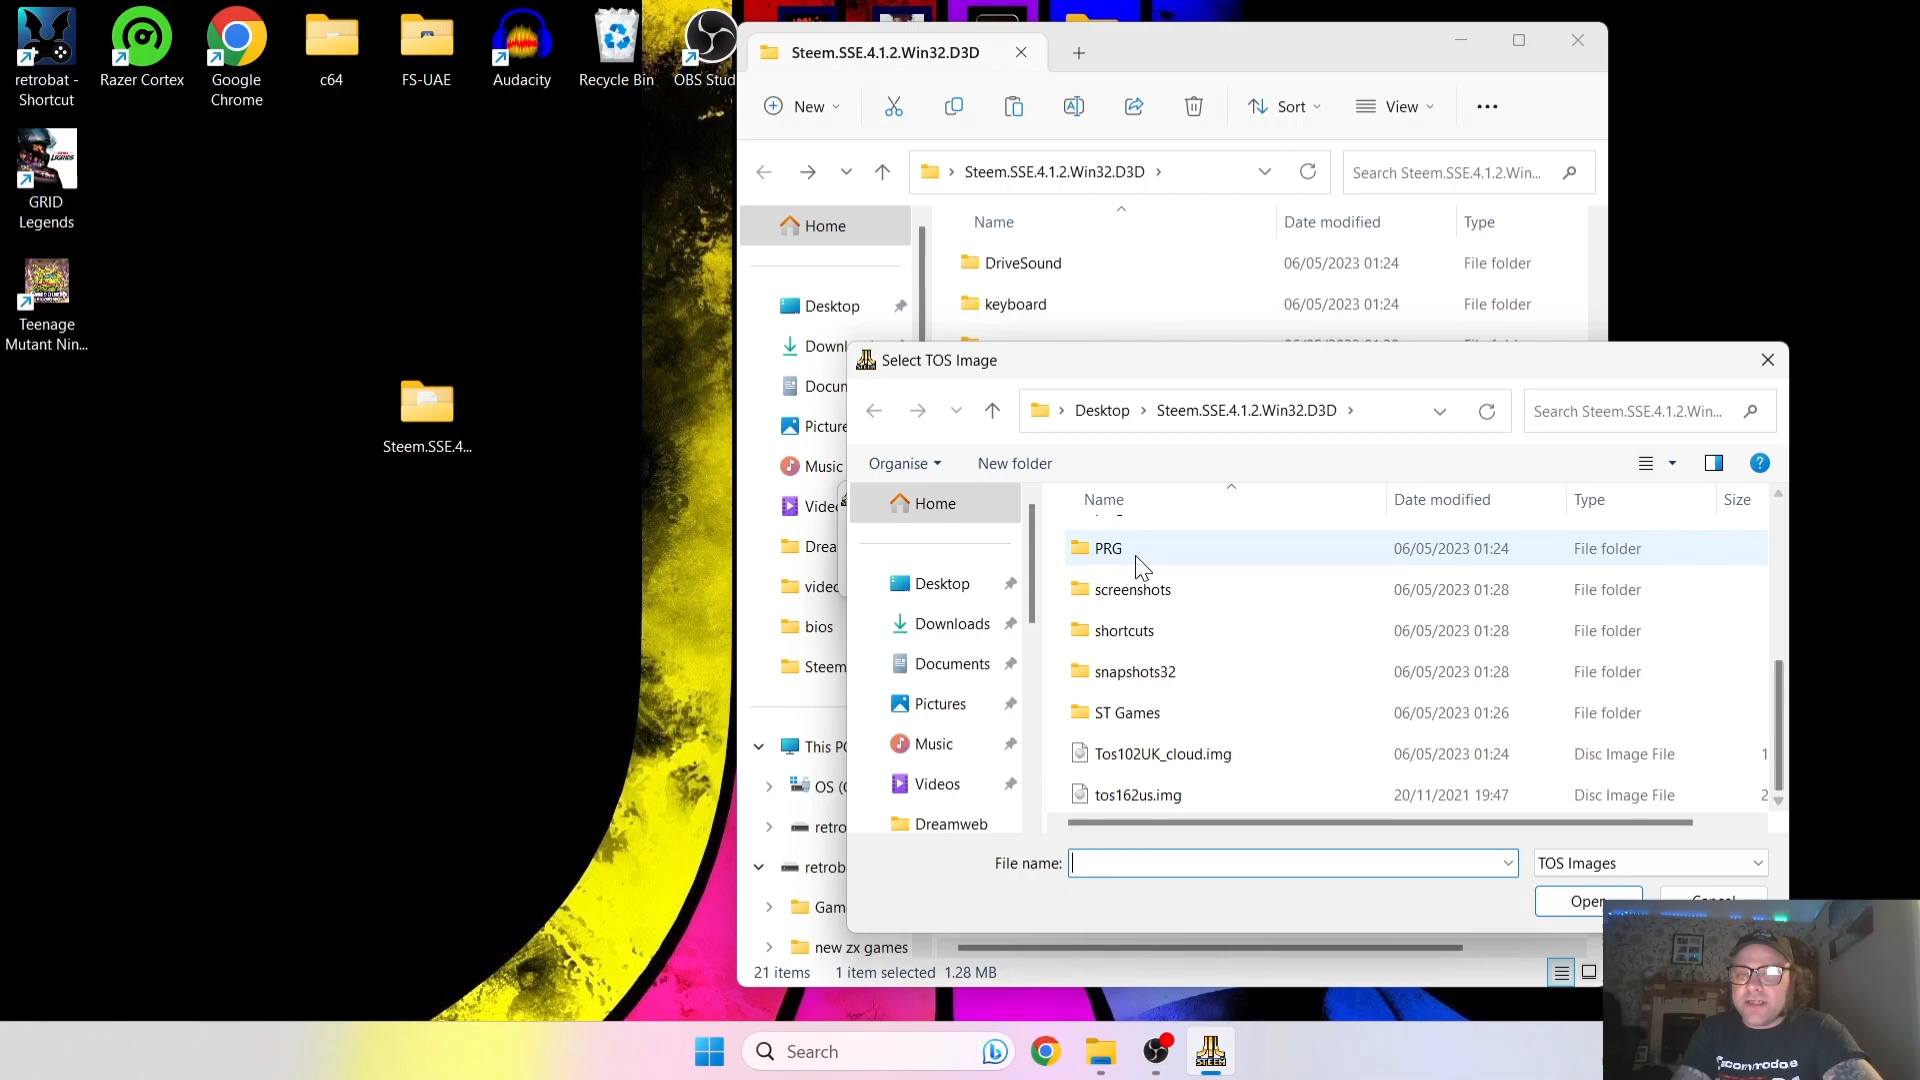 retrobat -
Shortcut
Razer Cortex
Google
Chrome
c64
FS-UAE
Audacity
Recycle Bin
OBS Stud
GRID
Legends
Teenage
Mutant Nin...
Steem.SSE.4...
Steem.SSE.4.1.2.Win32.D3D
New
Sort
View
Steem.SSE.4.1.2.Win32.D3D
Search Steem.SSE.4.1.2.Win...
Home
Desktop
Downl
Docum
Picture
Music
Video
Drea
video
bios
Steem
This PC
OS (C
retro
retrob
Gam
new zx games
Name Date modified Type
DriveSound 06/05/2023 01:24 File folder
keyboard 06/05/2023 01:24 File folder
21 items 1 item selected 1.28 MB
Select TOS Image
Desktop Steem.SSE.4.1.2.Win32.D3D
Search Steem.SSE.4.1.2.Win...
Organise New folder
Home
Desktop
Downloads
Documents
Pictures
Music
Videos
Dreamweb
Name Date modified Type Size
PRG 06/05/2023 01:24 File folder
screenshots 06/05/2023 01:28 File folder
shortcuts 06/05/2023 01:28 File folder
snapshots32 06/05/2023 01:28 File folder
ST Games 06/05/2023 01:26 File folder
Tos102UK_cloud.img 06/05/2023 01:24 Disc Image File 1
tos162us.img 20/11/2021 19:47 Disc Image File 2
File name: TOS Images
Open Cancel
Search
STEEM
commodore